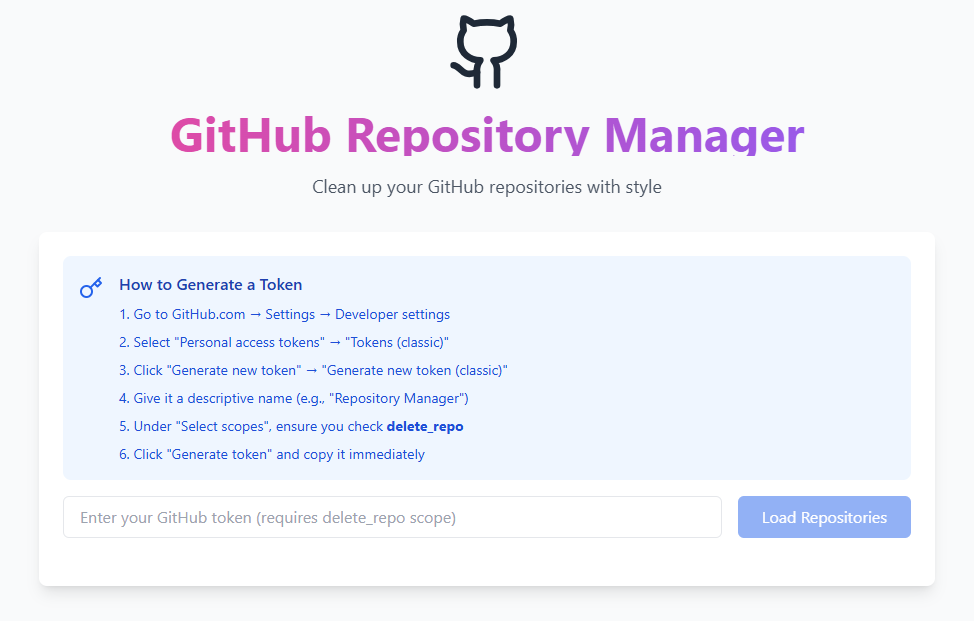 GitHub Repository Manager
Clean up your GitHub repositories with style
How to Generate a Token
1. Go to GitHub.com → Settings → Developer settings
2. Select "Personal access tokens" → "Tokens (classic)"
3. Click "Generate new token" → "Generate new token (classic)"
4. Give it a descriptive name (e.g., "Repository Manager")
5. Under "Select scopes", ensure you check delete_repo
6. Click "Generate token" and copy it immediately
Enter your GitHub token (requires delete_repo scope)
Load Repositories